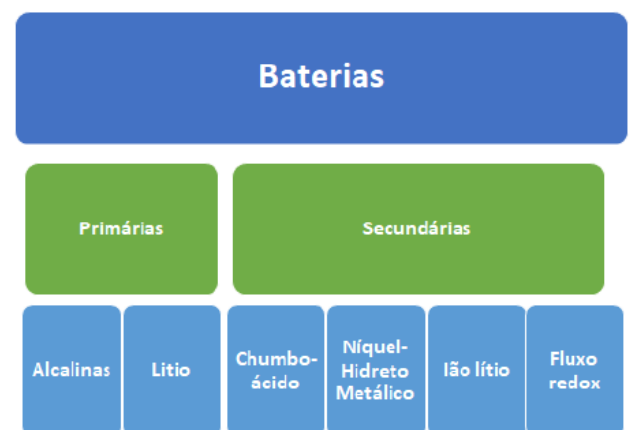 Baterias
Primárias
Secundárias
Alcalinas
Litio
Chumbo-
ácido
Níquel-
Hidreto
Metálico
Ião lítio
Fluxo
redox